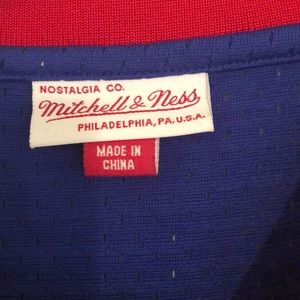 NOSTALGIA CO.
Mitchell & Ness
PHILADELPHIA, PA. U.S.A.
MADE IN
CHINA